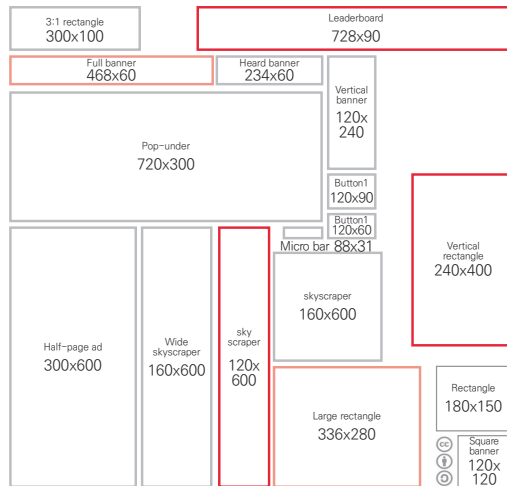 3:1 rectangle
300x100
Leaderboard
728x90
Full banner
468x60
Heard banner
234x60
Vertical
banner
120x
240
Pop-under
720x300
Button1
120x90
Button1
120x60
Micro bar 88x31
Vertical
rectangle
240x400
skyscraper
160x600
Half-page ad
300x600
Wide
skyscraper
160x600
sky
scraper
120x
600
Large rectangle
336x280
Rectangle
180x150
Square
banner
120x
120
cc